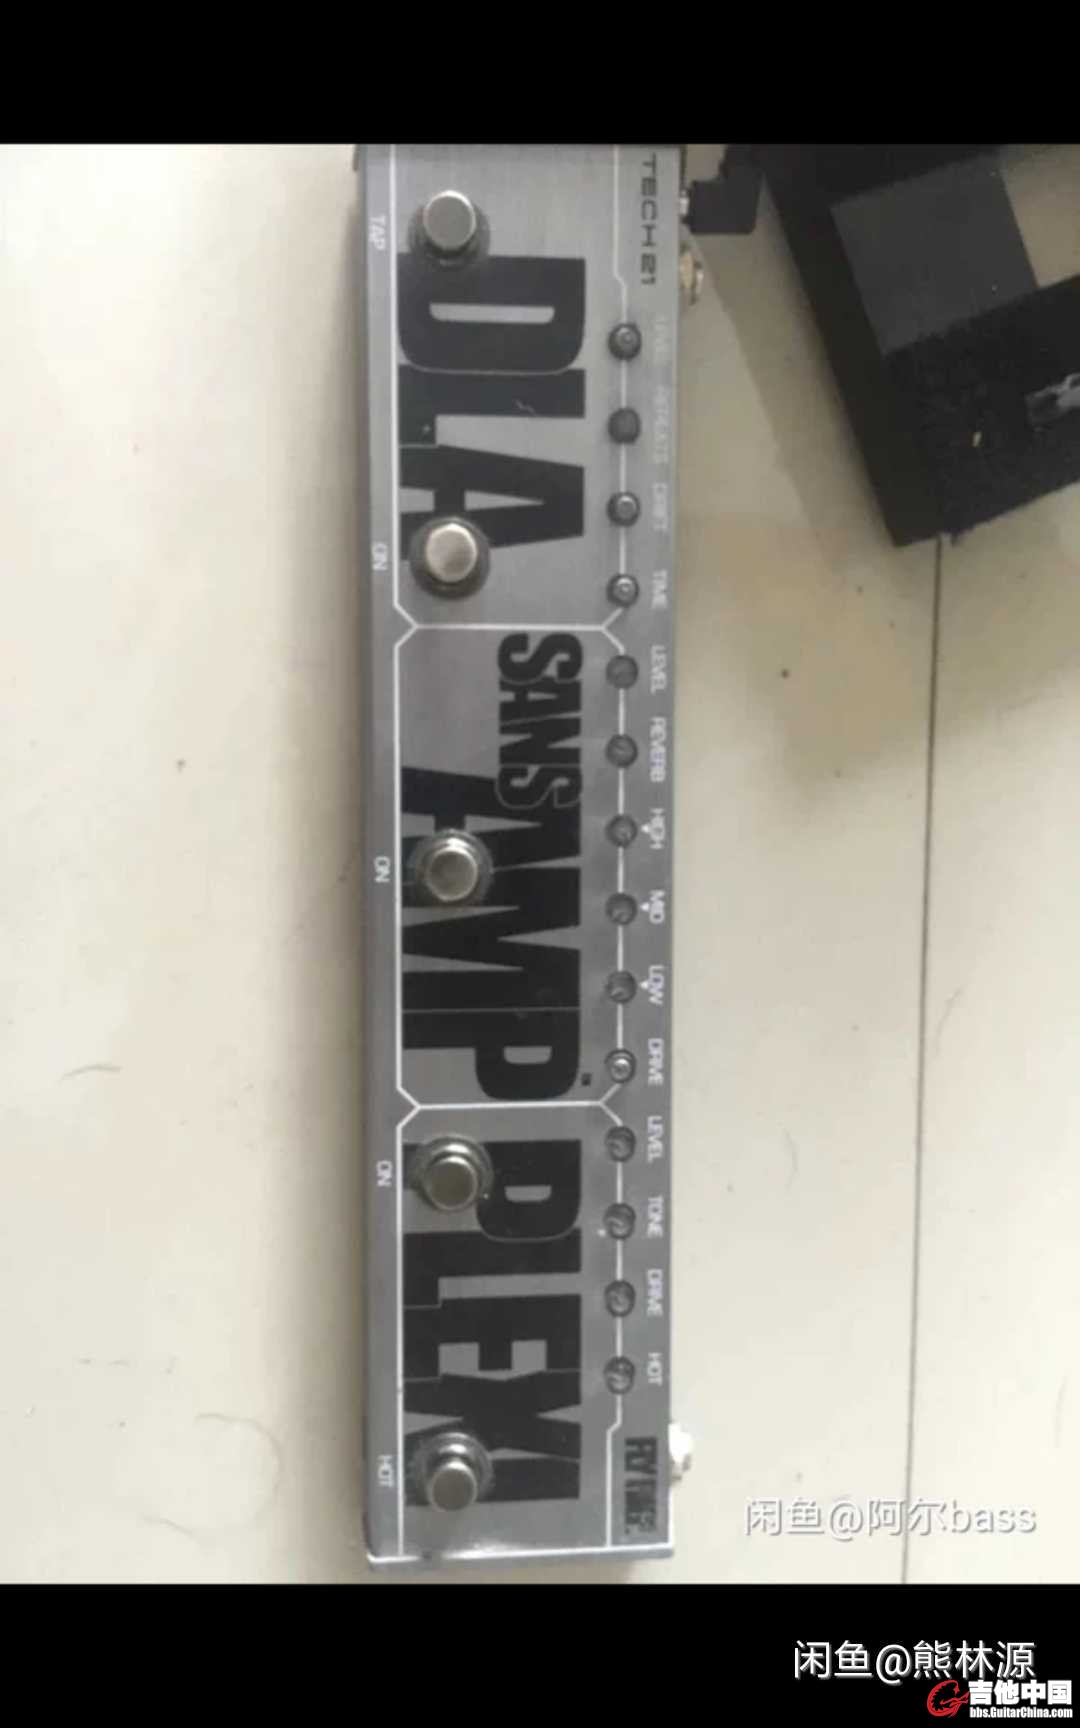 TECH 21
LEVEL REPEATS DRIFT TIME LEVEL REVERB HIGH MID LOW DRIVE LEVEL TONE DRIVE HOT
FLY RIG 5
DLA
SANSAMP
PLEXI
TAP ON ON ON HOT
闲鱼@阿尔bass
闲鱼@熊林源
吉他中国
bbs.GuitarChina.com